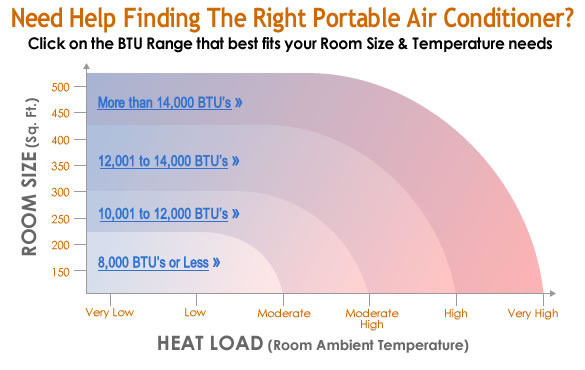 Need Help Finding The Right Portable Air Conditioner?
Click on the BTU Range that best fits your Room Size & Temperature needs
ROOM SIZE (Sq. Ft.)
500
450
400
350
300
250
200
150
More than 14,000 BTU's »
12,001 to 14,000 BTU's »
10,001 to 12,000 BTU's »
8,000 BTU's or Less »
Very Low
Low
Moderate
Moderate
High
High
Very High
HEAT LOAD (Room Ambient Temperature)